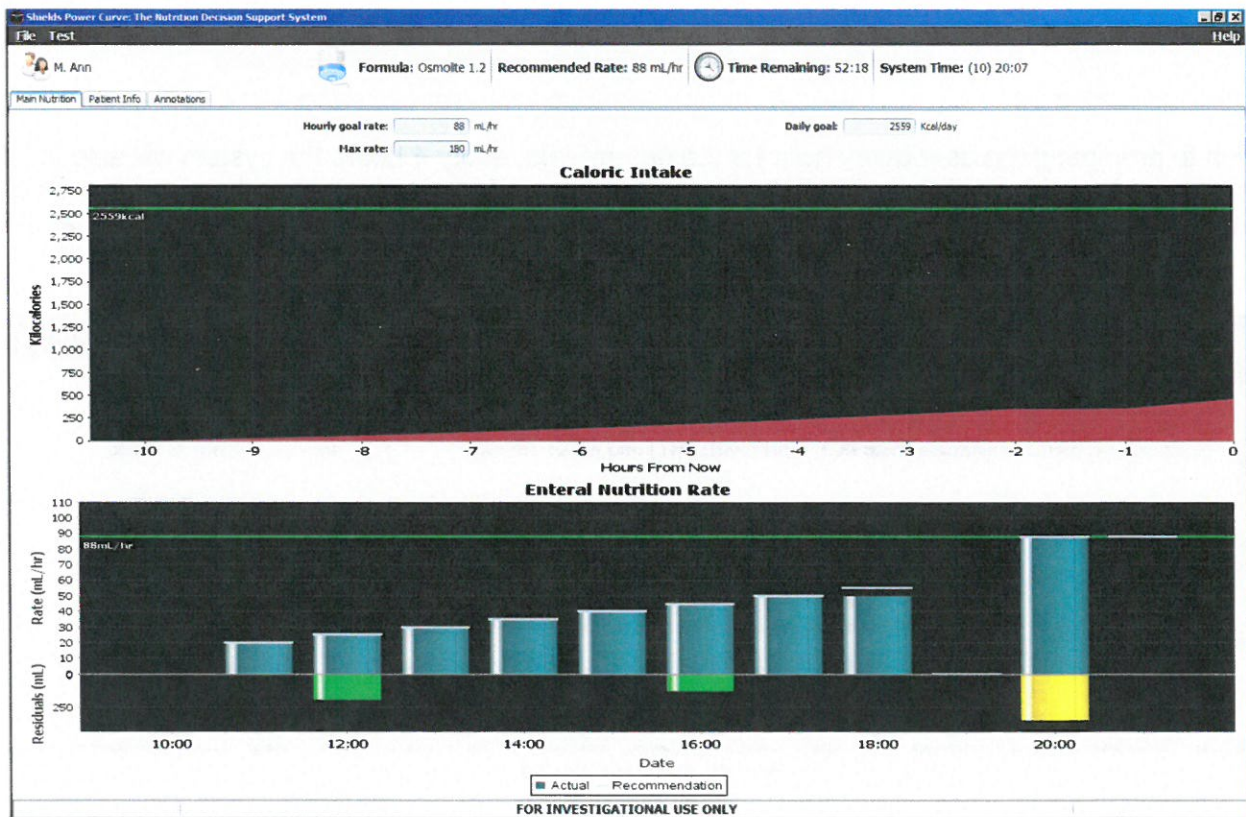 Shields Power Curve: The Nutrition Decision Support System
File Test Help
M. Ann Formula: Osmolite 1.2 Recommended Rate: 88 mL/hr Time Remaining: 52:18 System Time: (10) 20:07
Main Nutrition Patient Info Annotations
Hourly goal rate: 88 mL/hr Daily goal: 2559 Kcal/day
Max rate: 180 mL/hr
Caloric Intake
Kilocalories
2,750
2,500
2,250
2,000
1,750
1,500
1,250
1,000
750
500
250
0
2559kcal
-10 -9 -8 -7 -6 -5 -4 -3 -2 -1 0
Hours From Now
Enteral Nutrition Rate
Rate (mL/hr)
110
100
90
80
70
60
50
40
30
20
10
0
88mL/hr
Residuals (mL)
250
10:00 12:00 14:00 16:00 18:00 20:00
Date
Actual Recommendation
FOR INVESTIGATIONAL USE ONLY